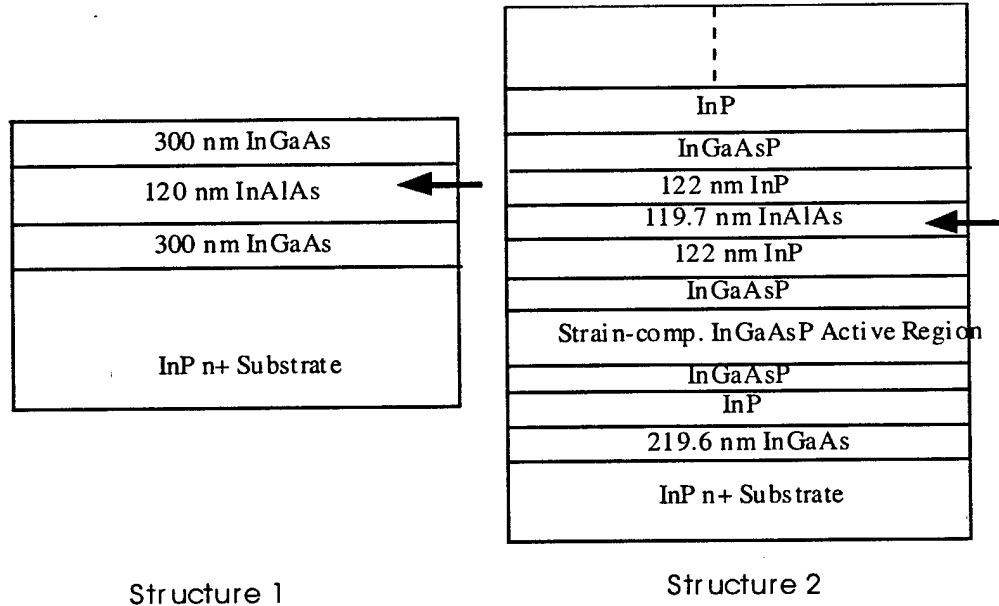 300 nm InGaAs
120 nm InAlAs
300 nm InGaAs
InP n+ Substrate
Structure 1
InP
InGaAsP
122 nm InP
119.7 nm InAlAs
122 nm InP
InGaAsP
Strain-comp. InGaAsP Active Region
InGaAsP
InP
219.6 nm InGaAs
InP n+ Substrate
Structure 2